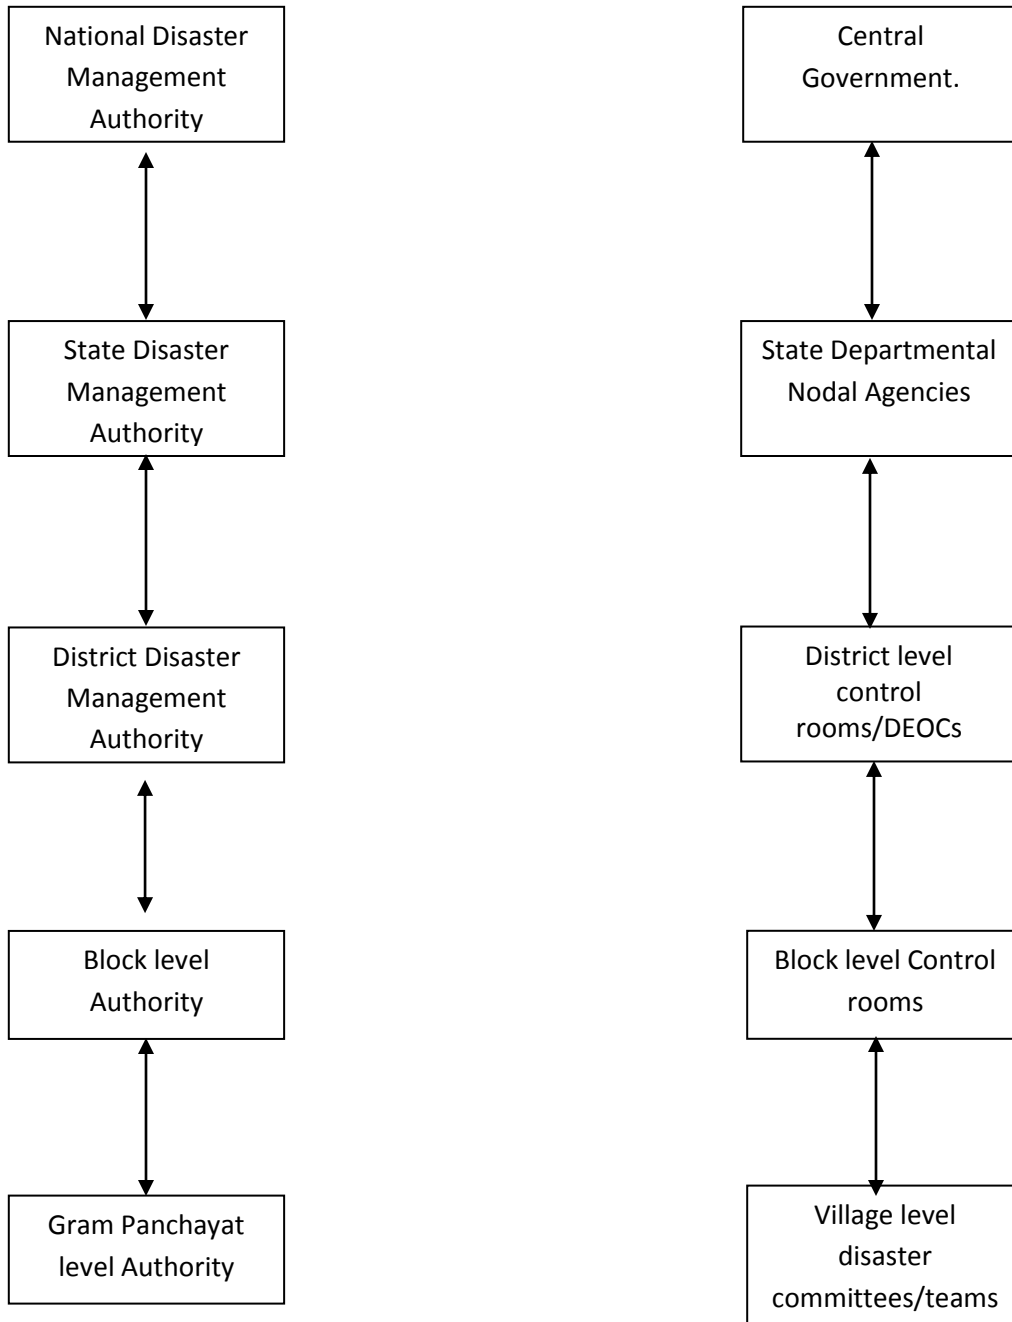 National Disaster
Management
Authority
Central
Government.
State Disaster
Management
Authority
State Departmental
Nodal Agencies
District Disaster
Management
Authority
District level
control
rooms/DEOCs
Block level
Authority
Block level Control
rooms
Gram Panchayat
level Authority
Village level
disaster
committees/teams